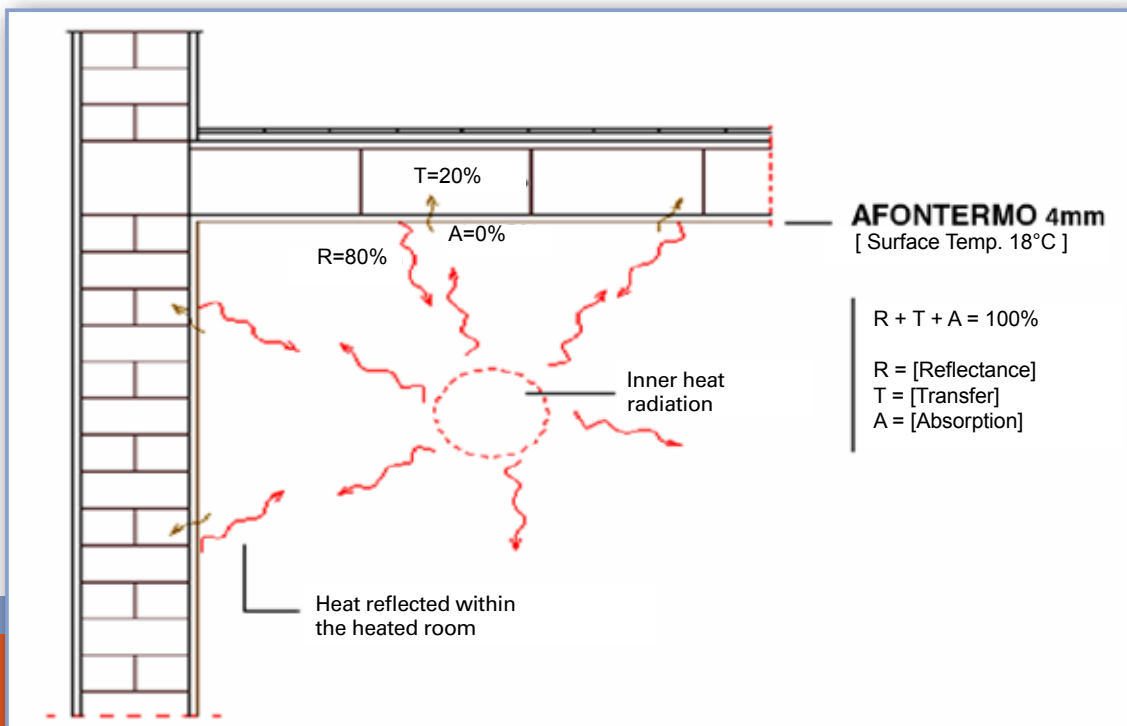 T=20%
A=0%
R=80%
AFONTERMO 4mm
[ Surface Temp. 18°C ]
R + T + A = 100%
R = [Reflectance]
T = [Transfer]
A = [Absorption]
Inner heat
radiation
Heat reflected within
the heated room